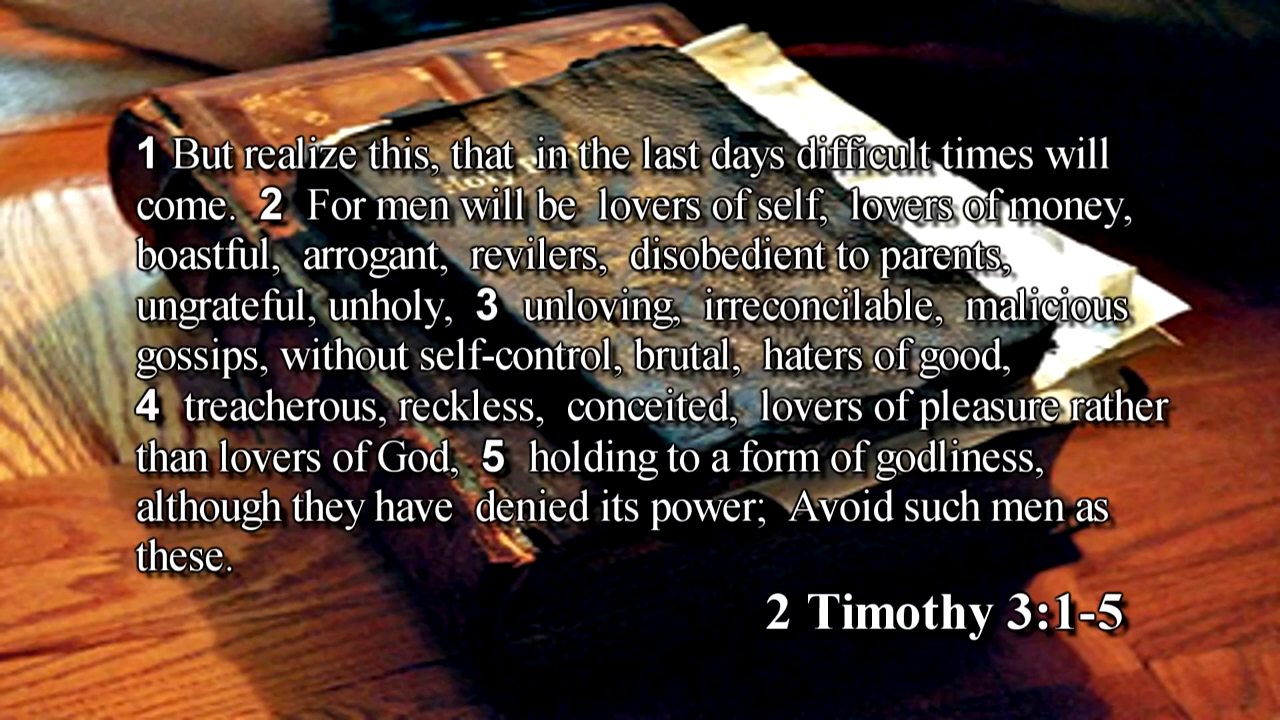 1 But realize this, that in the last days difficult times will
come. 2 For men will be lovers of self, lovers of money,
boastful, arrogant, revilers, disobedient to parents,
ungrateful, unholy, 3 unloving, irreconcilable, malicious
gossips, without self-control, brutal, haters of good,
4 treacherous, reckless, conceited, lovers of pleasure rather
than lovers of God, 5 holding to a form of godliness,
although they have denied its power; Avoid such men as
these.
2 Timothy 3:1-5
Holy